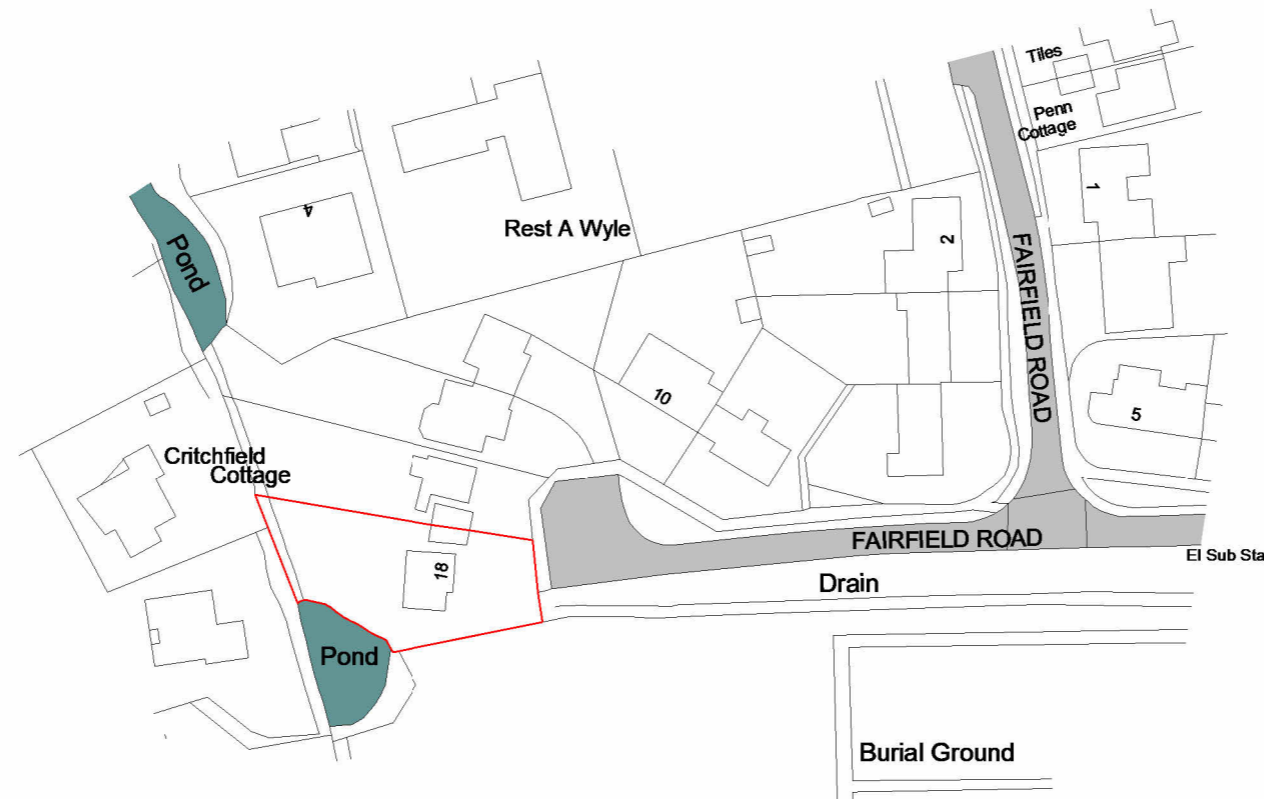 Tiles
Penn
Cottage
1
4
Rest A Wyle
2
Pond
FAIRFIELD ROAD
10
5
Critchfield
Cottage
18
FAIRFIELD ROAD
El Sub Sta
Drain
Pond
Burial Ground